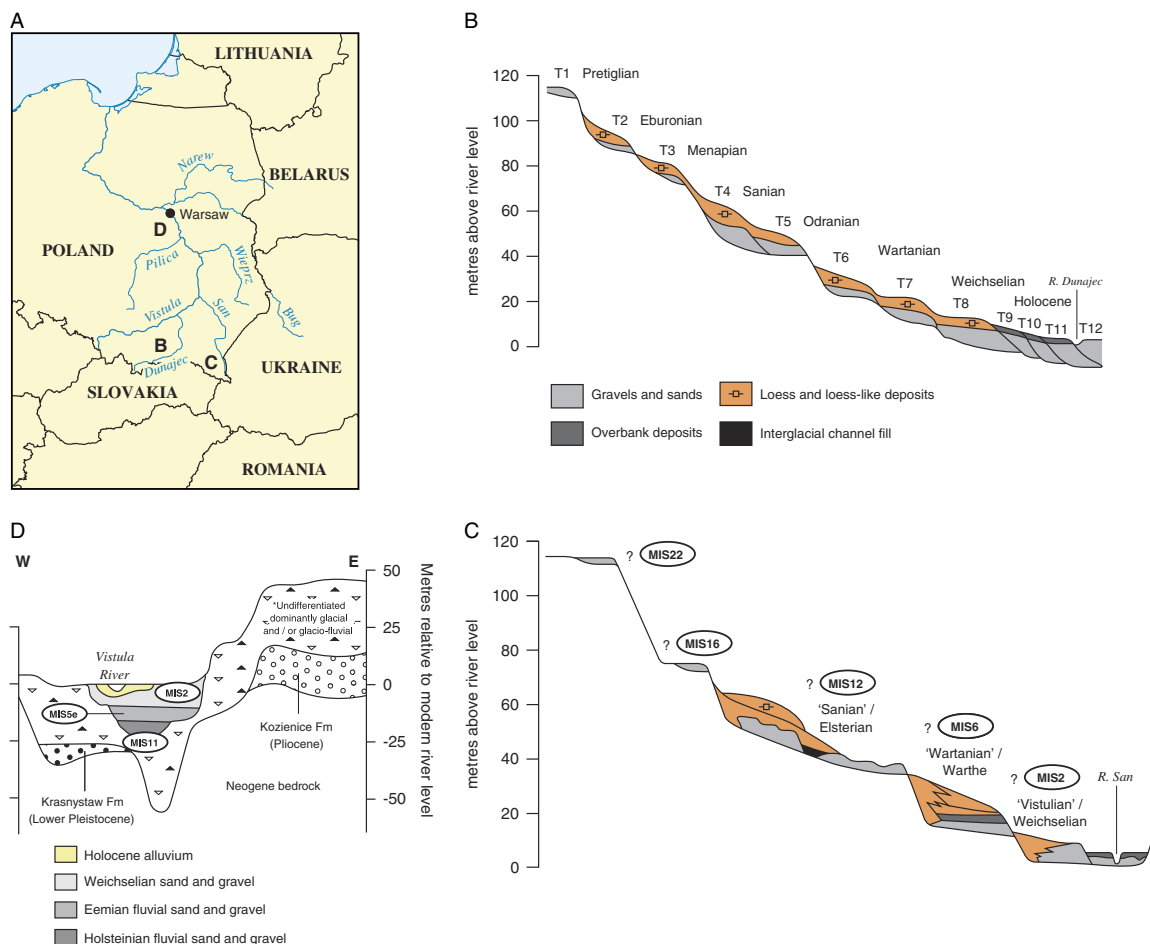 A
LITHUANIA
BELARUS
Narew
Warsaw
D
POLAND
Pilica
Wieprz
Vistula
San
Bug
B
C
Dunajec
UKRAINE
SLOVAKIA
ROMANIA
B
metres above river level
120
100
80
60
40
20
0
T1 Pretiglian
T2 Eburonian
T3 Menapian
T4 Sanian
T5 Odranian
T6 Wartanian
T7
Weichselian
T8
R. Dunajec
Holocene
T9
T10
T11
T12
Gravels and sands
Loess and loess-like deposits
Overbank deposits
Interglacial channel fill
D
W
E
50
25
0
-25
-50
Metres relative to modern river level
*Undifferentiated
dominantly glacial
and / or glacio-fluvial
Vistula
River
MIS2
MIS5e
MIS11
Kozienice Fm
(Pliocene)
Krasnystaw Fm
(Lower Pleistocene)
Neogene bedrock
Holocene alluvium
Weichselian sand and gravel
Eemian fluvial sand and gravel
Holsteinian fluvial sand and gravel
C
metres above river level
120
100
80
60
40
20
0
? MIS22
? MIS16
? MIS12
'Sanian' /
Elsterian
? MIS6
'Wartanian' /
Warthe
? MIS2
'Vistulian' /
Weichselian
R. San